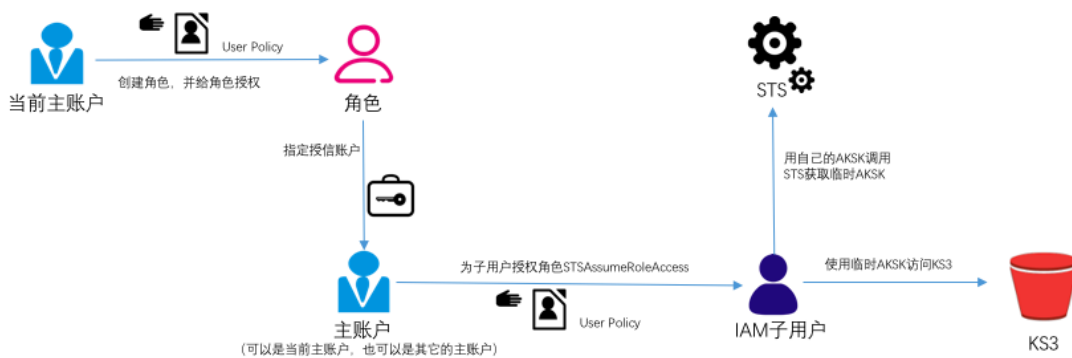 User Policy
创建角色，并给角色授权
当前主账户
角色
STS
指定授信账户
用自己的AKSK调用
STS获取临时AKSK
为子用户授权角色STSAssumeRoleAccess
使用临时AKSK访问KS3
User Policy
主账户
（可以是当前主账户，也可以是其它的主账户）
IAM子用户
KS3